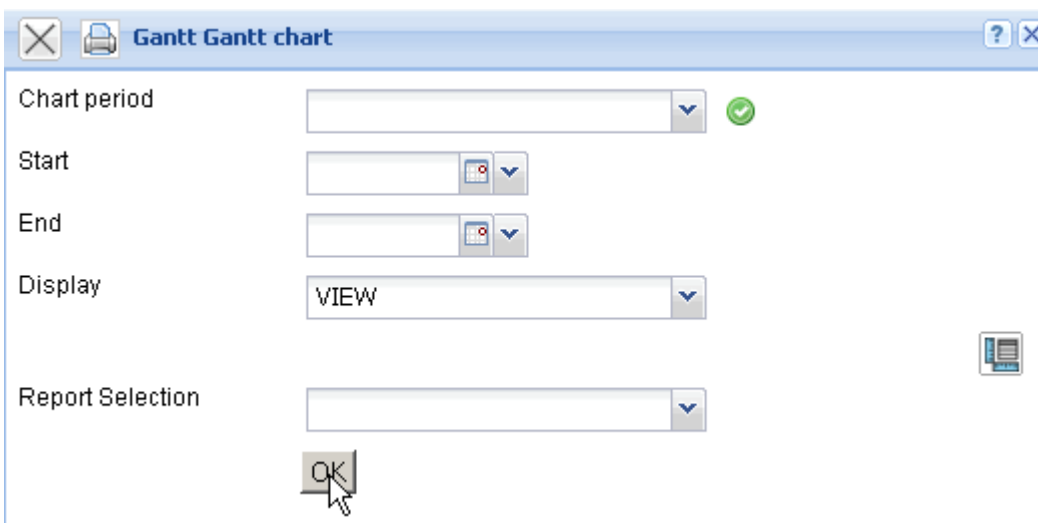 Gantt Gantt chart
?
Chart period
Start
End
Display VIEW
Report Selection
OK